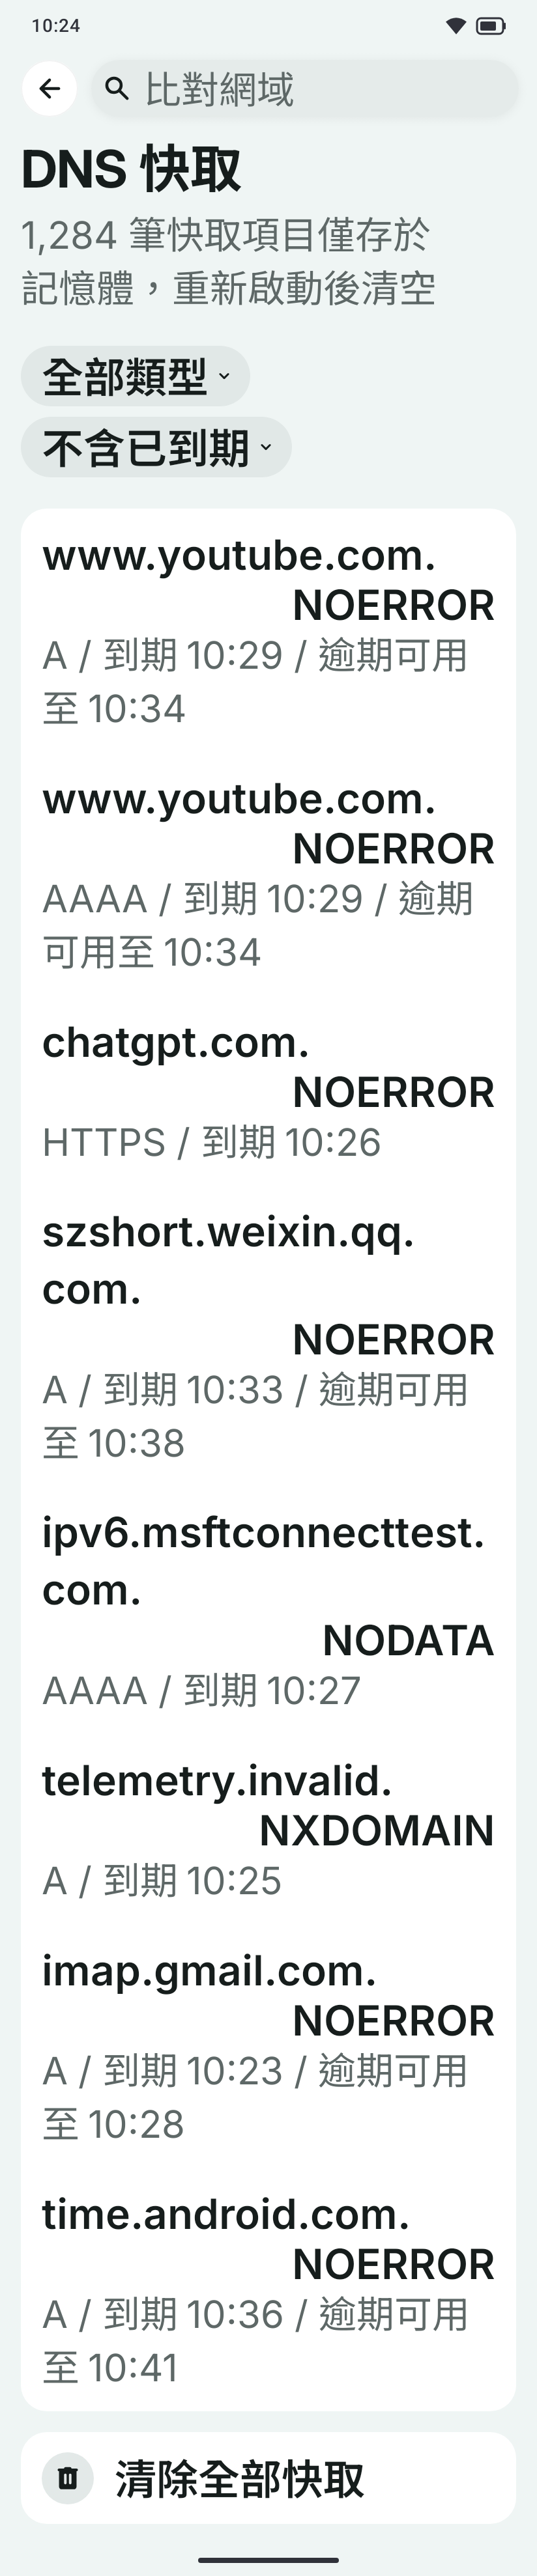 10:24
比對網域
DNS 快取
1,284 筆快取項目僅存於
記憶體，重新啟動後清空
全部類型
不含已到期
www.youtube.com.
NOERROR
A / 到期 10:29 / 逾期可用
至 10:34
www.youtube.com.
NOERROR
AAAA / 到期 10:29 / 逾期
可用至 10:34
chatgpt.com.
NOERROR
HTTPS / 到期 10:26
szshort.weixin.qq.
com.
NOERROR
A / 到期 10:33 / 逾期可用
至 10:38
ipv6.msftconnecttest.
com.
NODATA
AAAA / 到期 10:27
telemetry.invalid.
NXDOMAIN
A / 到期 10:25
imap.gmail.com.
NOERROR
A / 到期 10:23 / 逾期可用
至 10:28
time.android.com.
NOERROR
A / 到期 10:36 / 逾期可用
至 10:41
清除全部快取